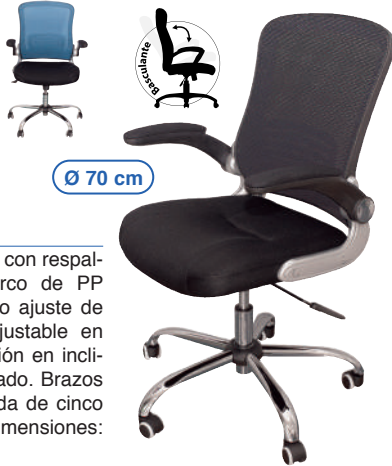 Basculante
Ø 70 cm
con respal-
rco de PP
o ajuste de
justable en
ión en incli-
ado. Brazos
da de cinco
mensiones: